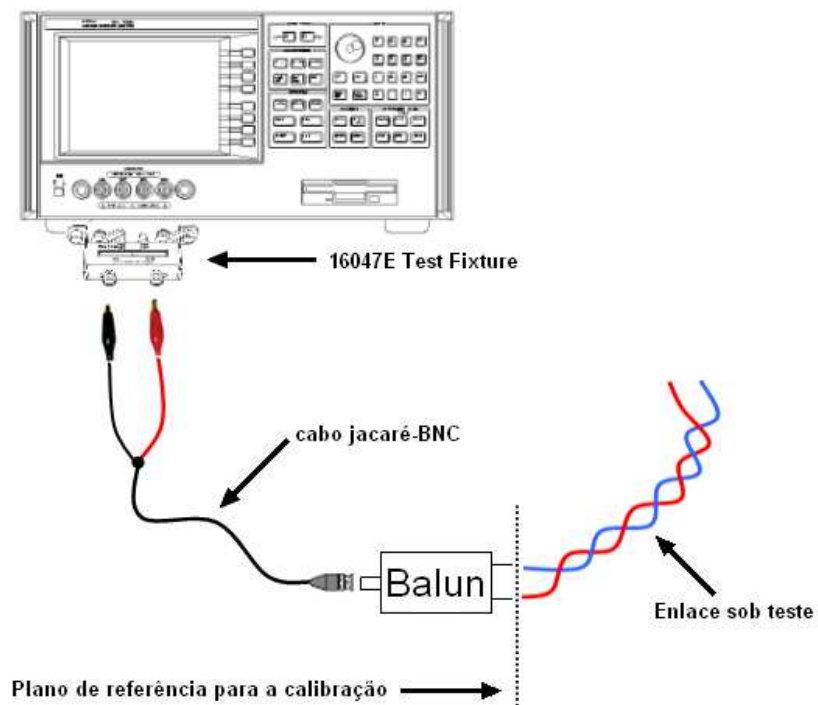 16047E Test Fixture
cabo jacaré-BNC
Balun
Enlace sob teste
Plano de referência para a calibração